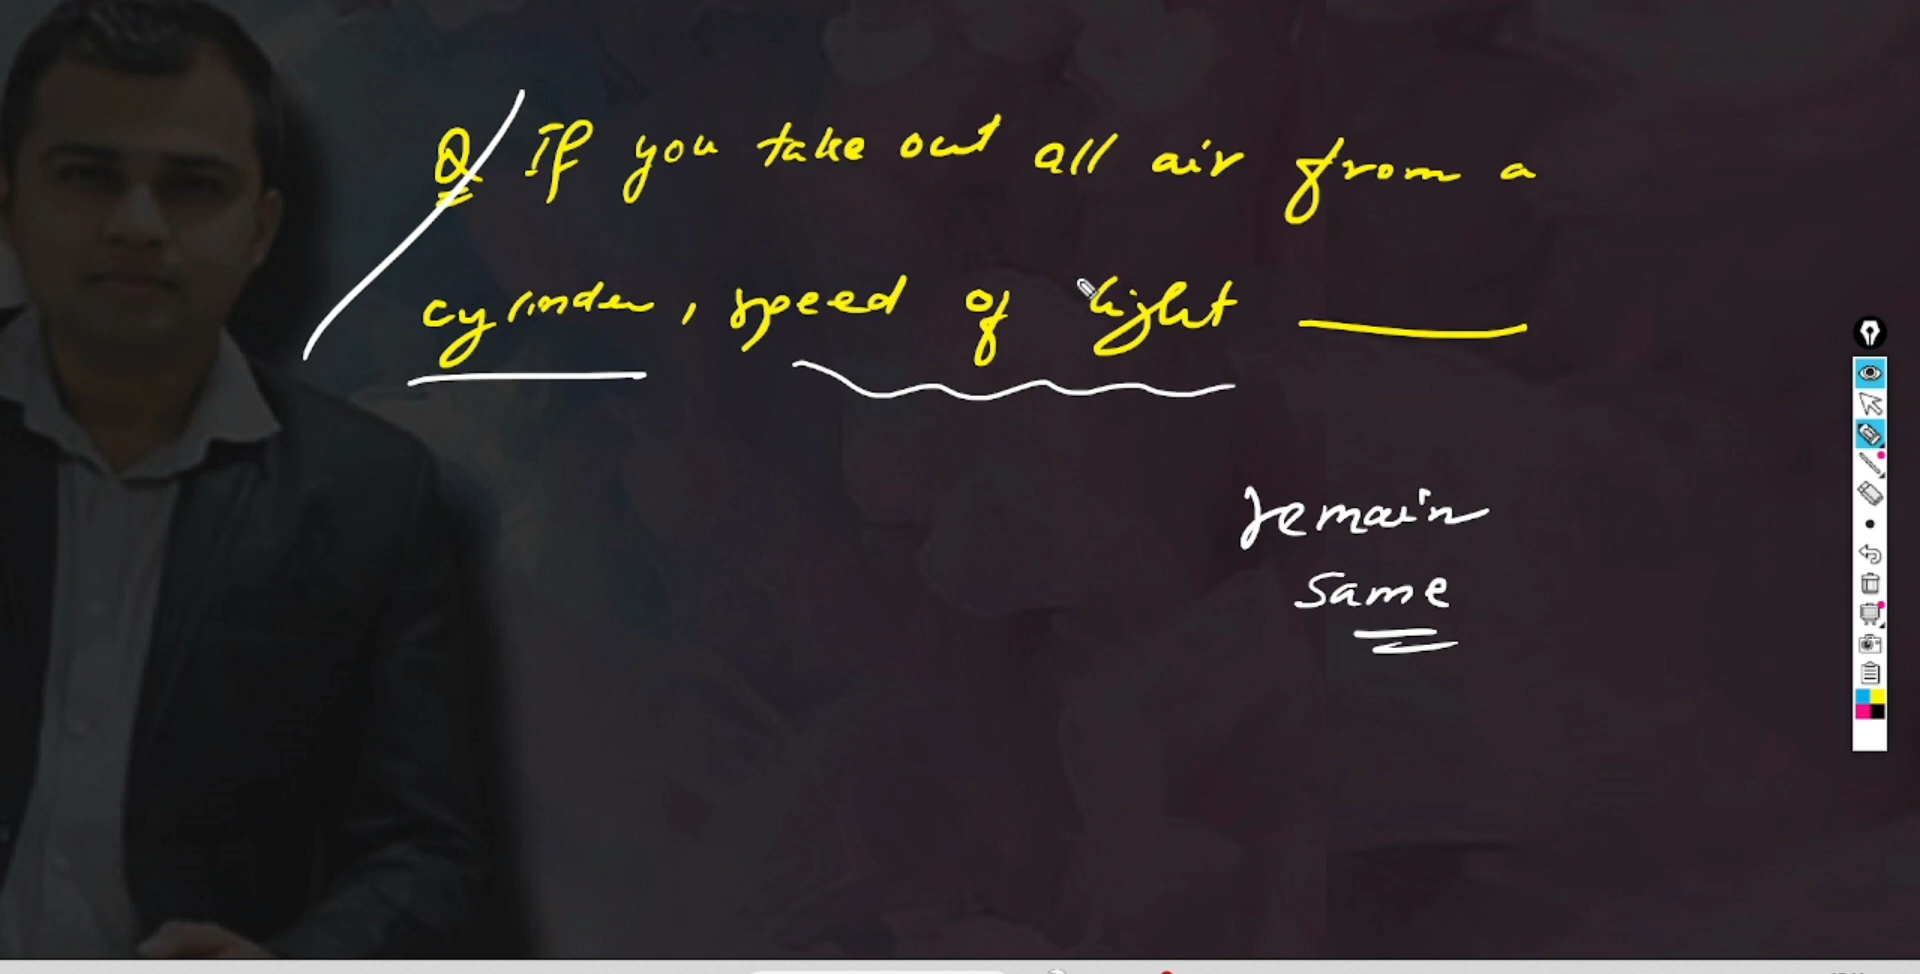 Q If you take out all air from a
cylinder, speed of light ______
remain
same